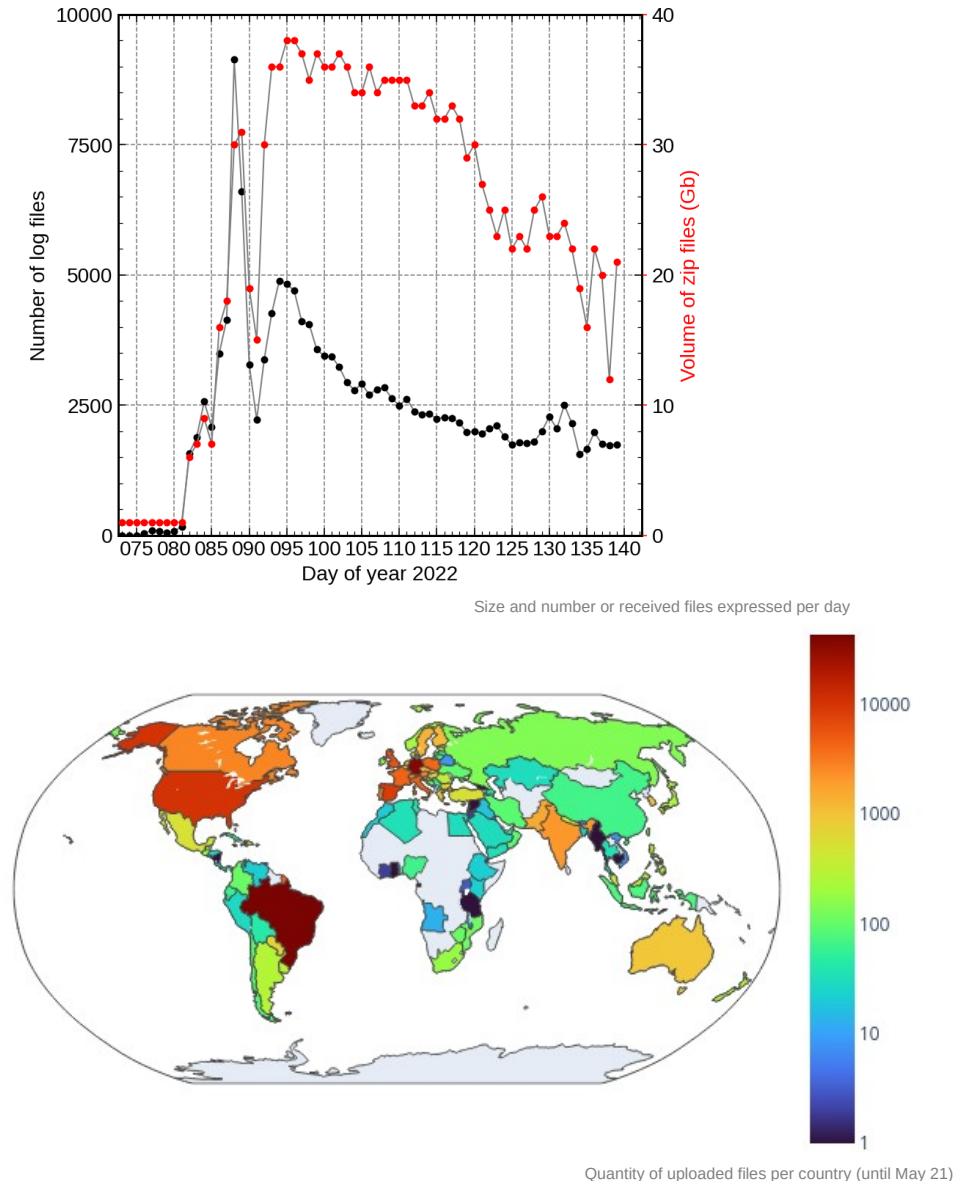 10000
7500
5000
2500
0
Number of log files
40
30
20
10
0
Volume of zip files (Gb)
075 080 085 090 095 100 105 110 115 120 125 130 135 140
Day of year 2022
Size and number or received files expressed per day
10000
1000
100
10
1
Quantity of uploaded files per country (until May 21)